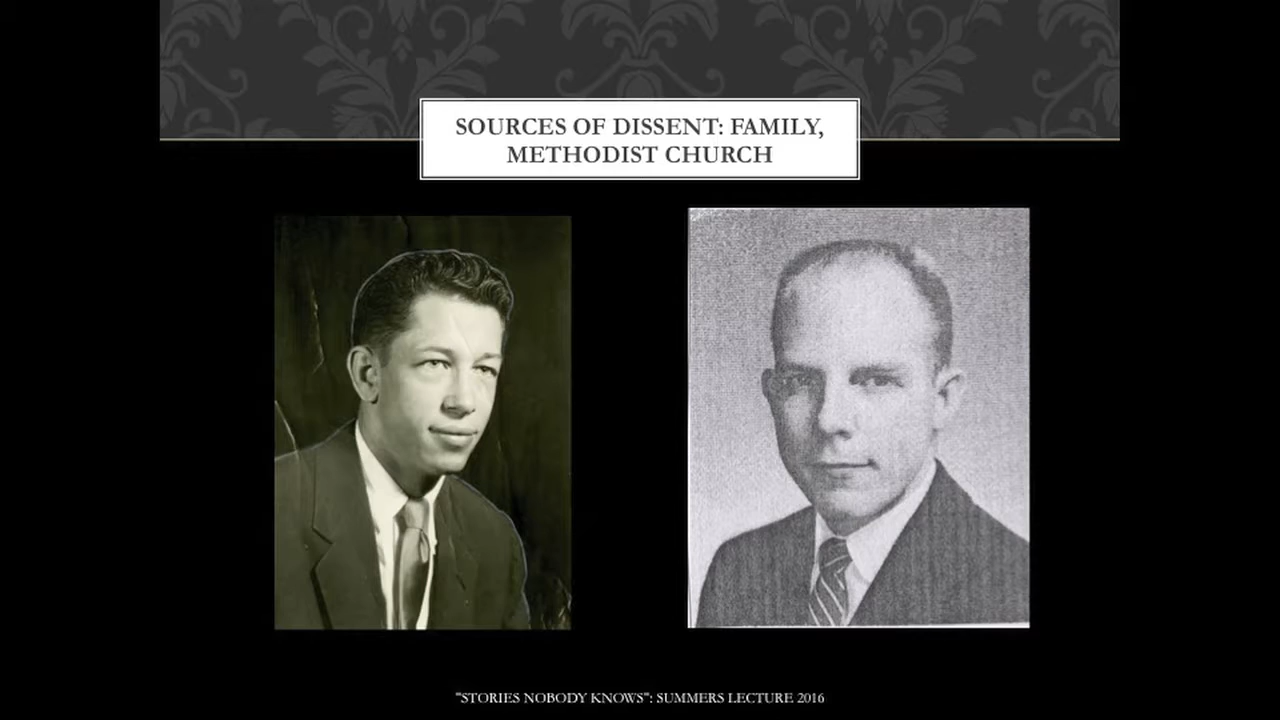 SOURCES OF DISSENT: FAMILY,
METHODIST CHURCH
"STORIES NOBODY KNOWS": SUMMERS LECTURE 2016